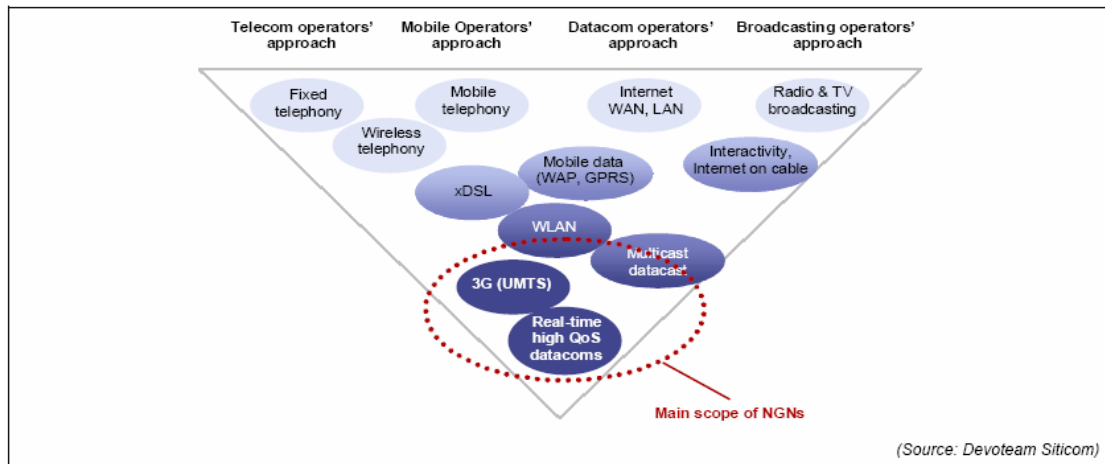 Telecom operators' approach
Mobile Operators' approach
Datacom operators' approach
Broadcasting operators' approach
Fixed
telephony
Mobile
telephony
Internet
WAN, LAN
Radio & TV
broadcasting
Wireless
telephony
Mobile data
(WAP, GPRS)
Interactivity,
Internet on cable
xDSL
WLAN
Multicast
datacast
3G (UMTS)
Real-time
high QoS
datacoms
Main scope of NGNs
(Source: Devoteam Siticom)